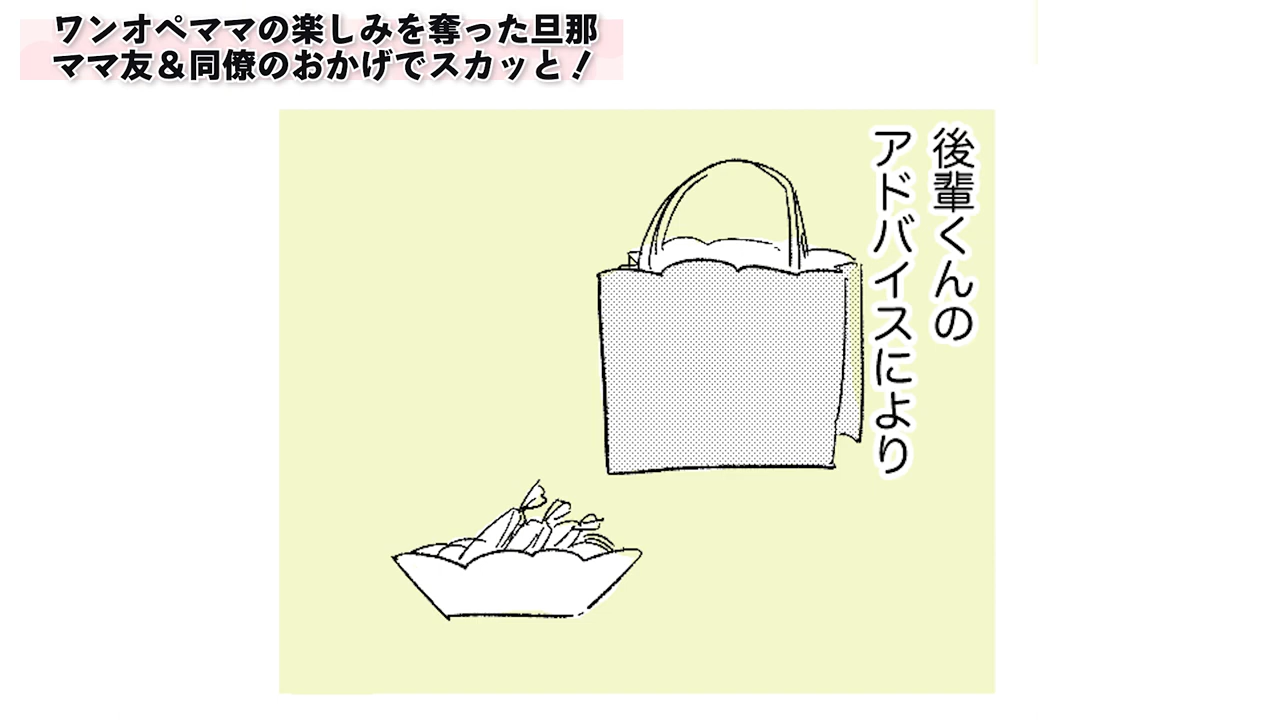 ワンオペママの楽しみを奪った旦那
ママ友＆同僚のおかげでスカッと！
後輩くんの
アドバイスにより